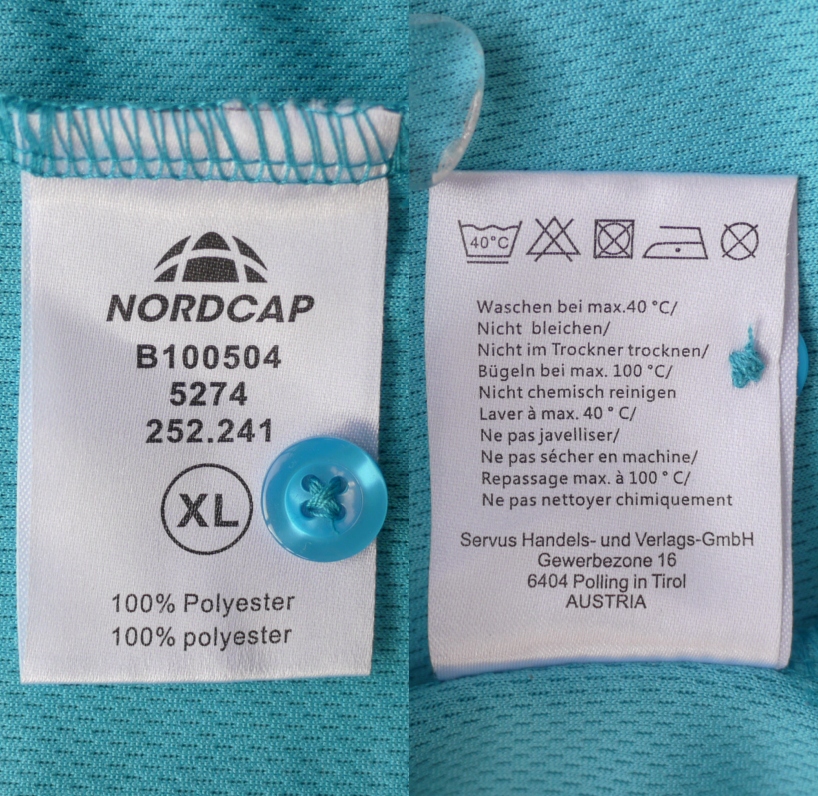 NORDCAP
B100504
5274
252.241
XL
100% Polyester
100% polyester
40°C
Waschen bei max.40 °C/
Nicht bleichen/
Nicht im Trockner trocknen/
Bügeln bei max. 100 °C/
Nicht chemisch reinigen
Laver à max. 40 ° C/
Ne pas javelliser/
Ne pas sécher en machine/
Repassage max. à 100 ° C/
Ne pas nettoyer chimiquement
Servus Handels- und Verlags-GmbH
Gewerbezone 16
6404 Polling in Tirol
AUSTRIA